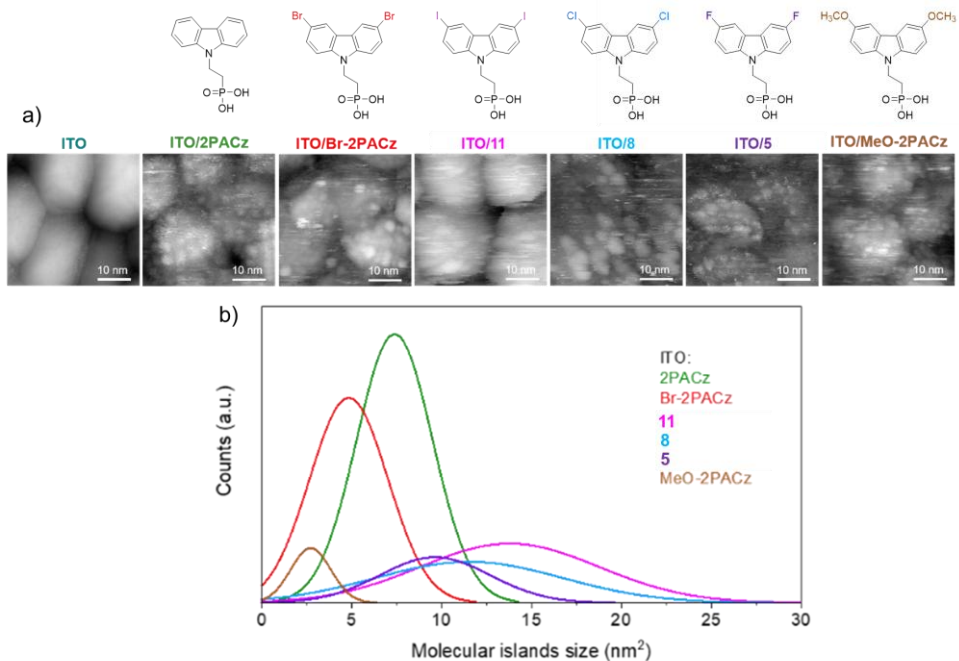 Br Br I I Cl Cl F F H₃CO OCH₃
N N N N N N
O P OH O P OH O P OH O P OH O P OH O P OH
OH OH OH OH OH OH
a)
ITO ITO/2PACz ITO/Br-2PACz ITO/11 ITO/8 ITO/5 ITO/MeO-2PACz
10 nm 10 nm 10 nm 10 nm 10 nm 10 nm 10 nm
b)
ITO:
2PACz
Br-2PACz
11
8
5
MeO-2PACz
Counts (a.u.)
0 5 10 15 20 25 30
Molecular islands size (nm²)